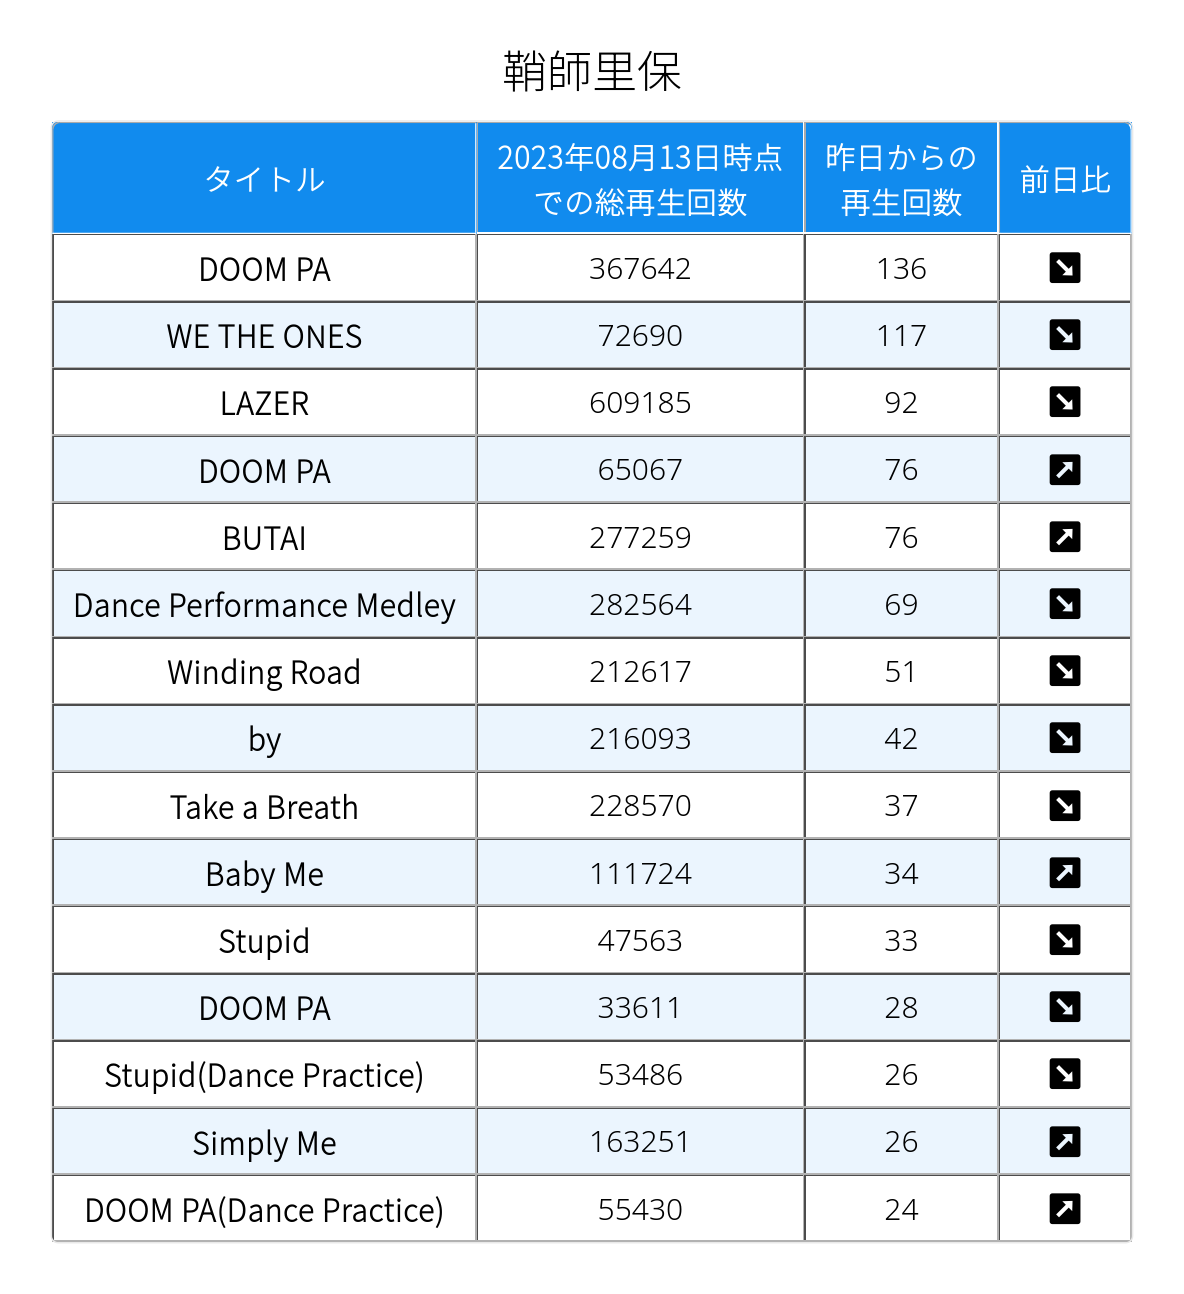 鞘師里保
タイトル 2023年08月13日時点での総再生回数 昨日からの再生回数 前日比
DOOM PA 367642 136 ↘
WE THE ONES 72690 117 ↘
LAZER 609185 92 ↘
DOOM PA 65067 76 ↗
BUTAI 277259 76 ↗
Dance Performance Medley 282564 69 ↘
Winding Road 212617 51 ↘
by 216093 42 ↘
Take a Breath 228570 37 ↘
Baby Me 111724 34 ↗
Stupid 47563 33 ↘
DOOM PA 33611 28 ↘
Stupid(Dance Practice) 53486 26 ↘
Simply Me 163251 26 ↗
DOOM PA(Dance Practice) 55430 24 ↗